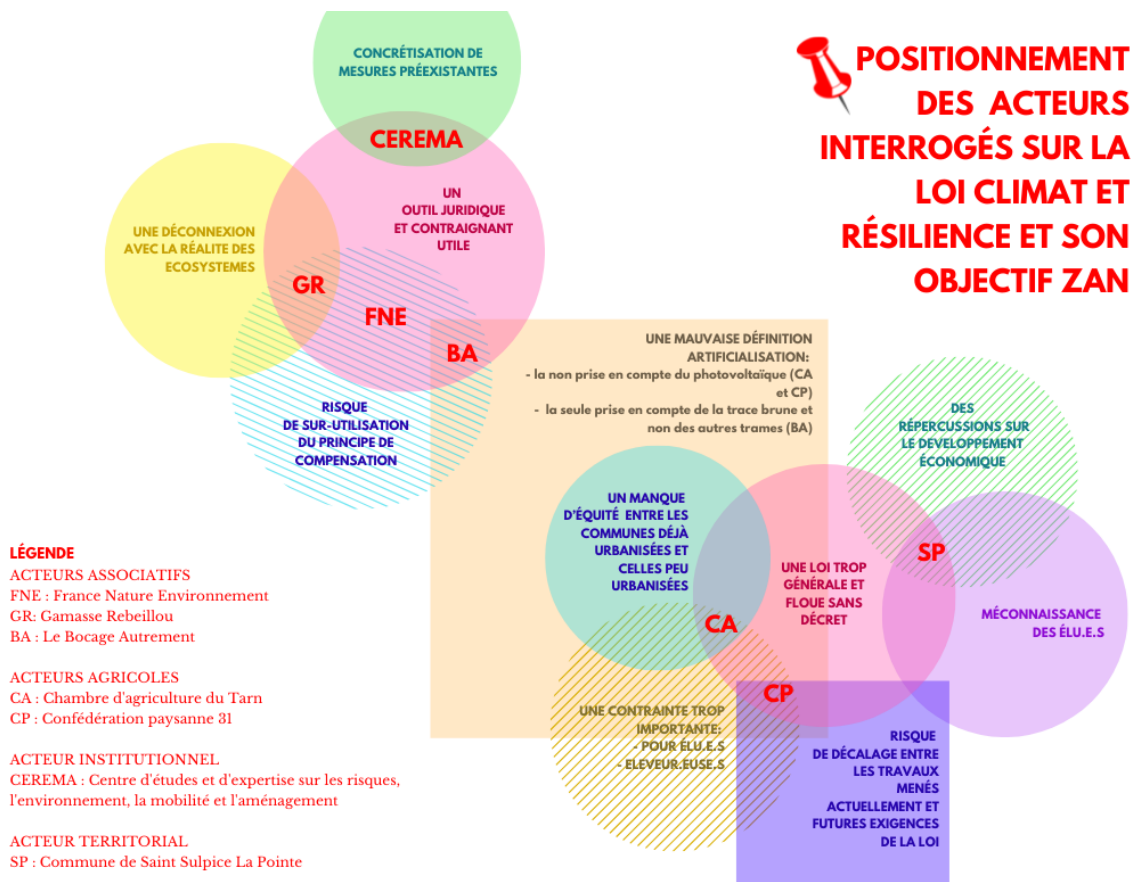 POSITIONNEMENT
DES ACTEURS
INTERROGÉS SUR LA
LOI CLIMAT ET
RÉSILIENCE ET SON
OBJECTIF ZAN
CONCRÉTISATION DE
MESURES PRÉEXISTANTES
CEREMA
UN
OUTIL JURIDIQUE
ET CONTRAIGNANT
UTILE
UNE DÉCONNEXION
AVEC LA RÉALITE DES
ECOSYSTEMES
GR
FNE
BA
RISQUE
DE SUR-UTILISATION
DU PRINCIPE DE
COMPENSATION
UNE MAUVAISE DÉFINITION
ARTIFICIALISATION:
- la non prise en compte du photovoltaïque (CA
et CP)
- la seule prise en compte de la trace brune et
non des autres trames (BA)
DES
RÉPERCUSSIONS SUR
LE DEVELOPPEMENT
ÉCONOMIQUE
UN MANQUE
D'ÉQUITÉ ENTRE LES
COMMUNES DÉJÀ
URBANISÉES ET
CELLES PEU
URBANISÉES
SP
UNE LOI TROP
GÉNÉRALE ET
FLOUE SANS
DÉCRET
MÉCONNAISSANCE
DES ÉLU.E.S
CA
CP
UNE CONTRAINTE TROP
IMPORTANTE:
- POUR ÉLU.E.S
- ELEVEUR.EUSE.S
RISQUE
DE DÉCALAGE ENTRE
LES TRAVAUX
MENÉS
ACTUELLEMENT ET
FUTURES EXIGENCES
DE LA LOI
LÉGENDE
ACTEURS ASSOCIATIFS
FNE : France Nature Environnement
GR: Gamasse Rebeillou
BA : Le Bocage Autrement
ACTEURS AGRICOLES
CA : Chambre d'agriculture du Tarn
CP : Confédération paysanne 31
ACTEUR INSTITUTIONNEL
CEREMA : Centre d'études et d'expertise sur les risques,
l'environnement, la mobilité et l'aménagement
ACTEUR TERRITORIAL
SP : Commune de Saint Sulpice La Pointe